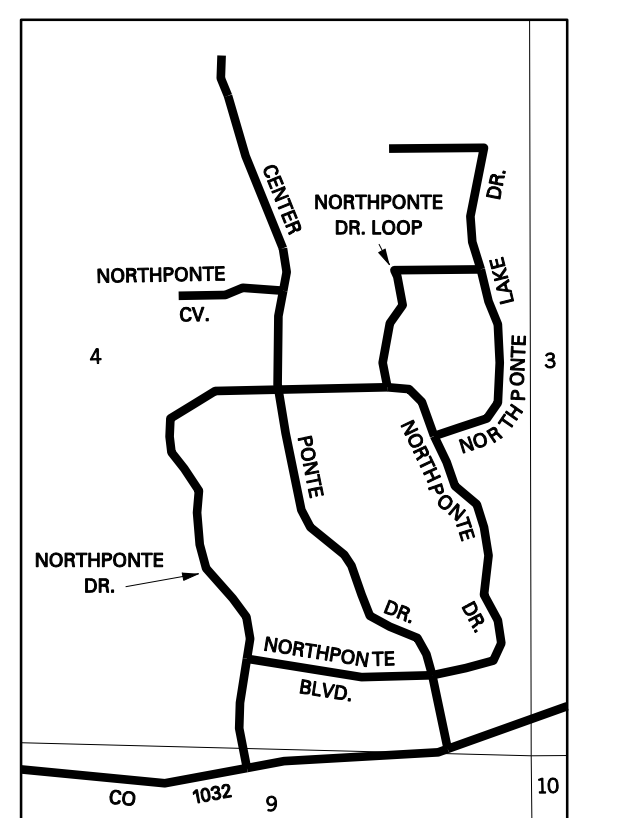 CENTER
DR.
NORTHPONTE
DR. LOOP
LAKE
NORTHPONTE
CV.
4
3
NORTHPONTE
PONTE
NORTHPONTE
NORTHPONTE
DR.
DR.
DR.
NORTHPONTE
BLVD.
CO
1032
9
10